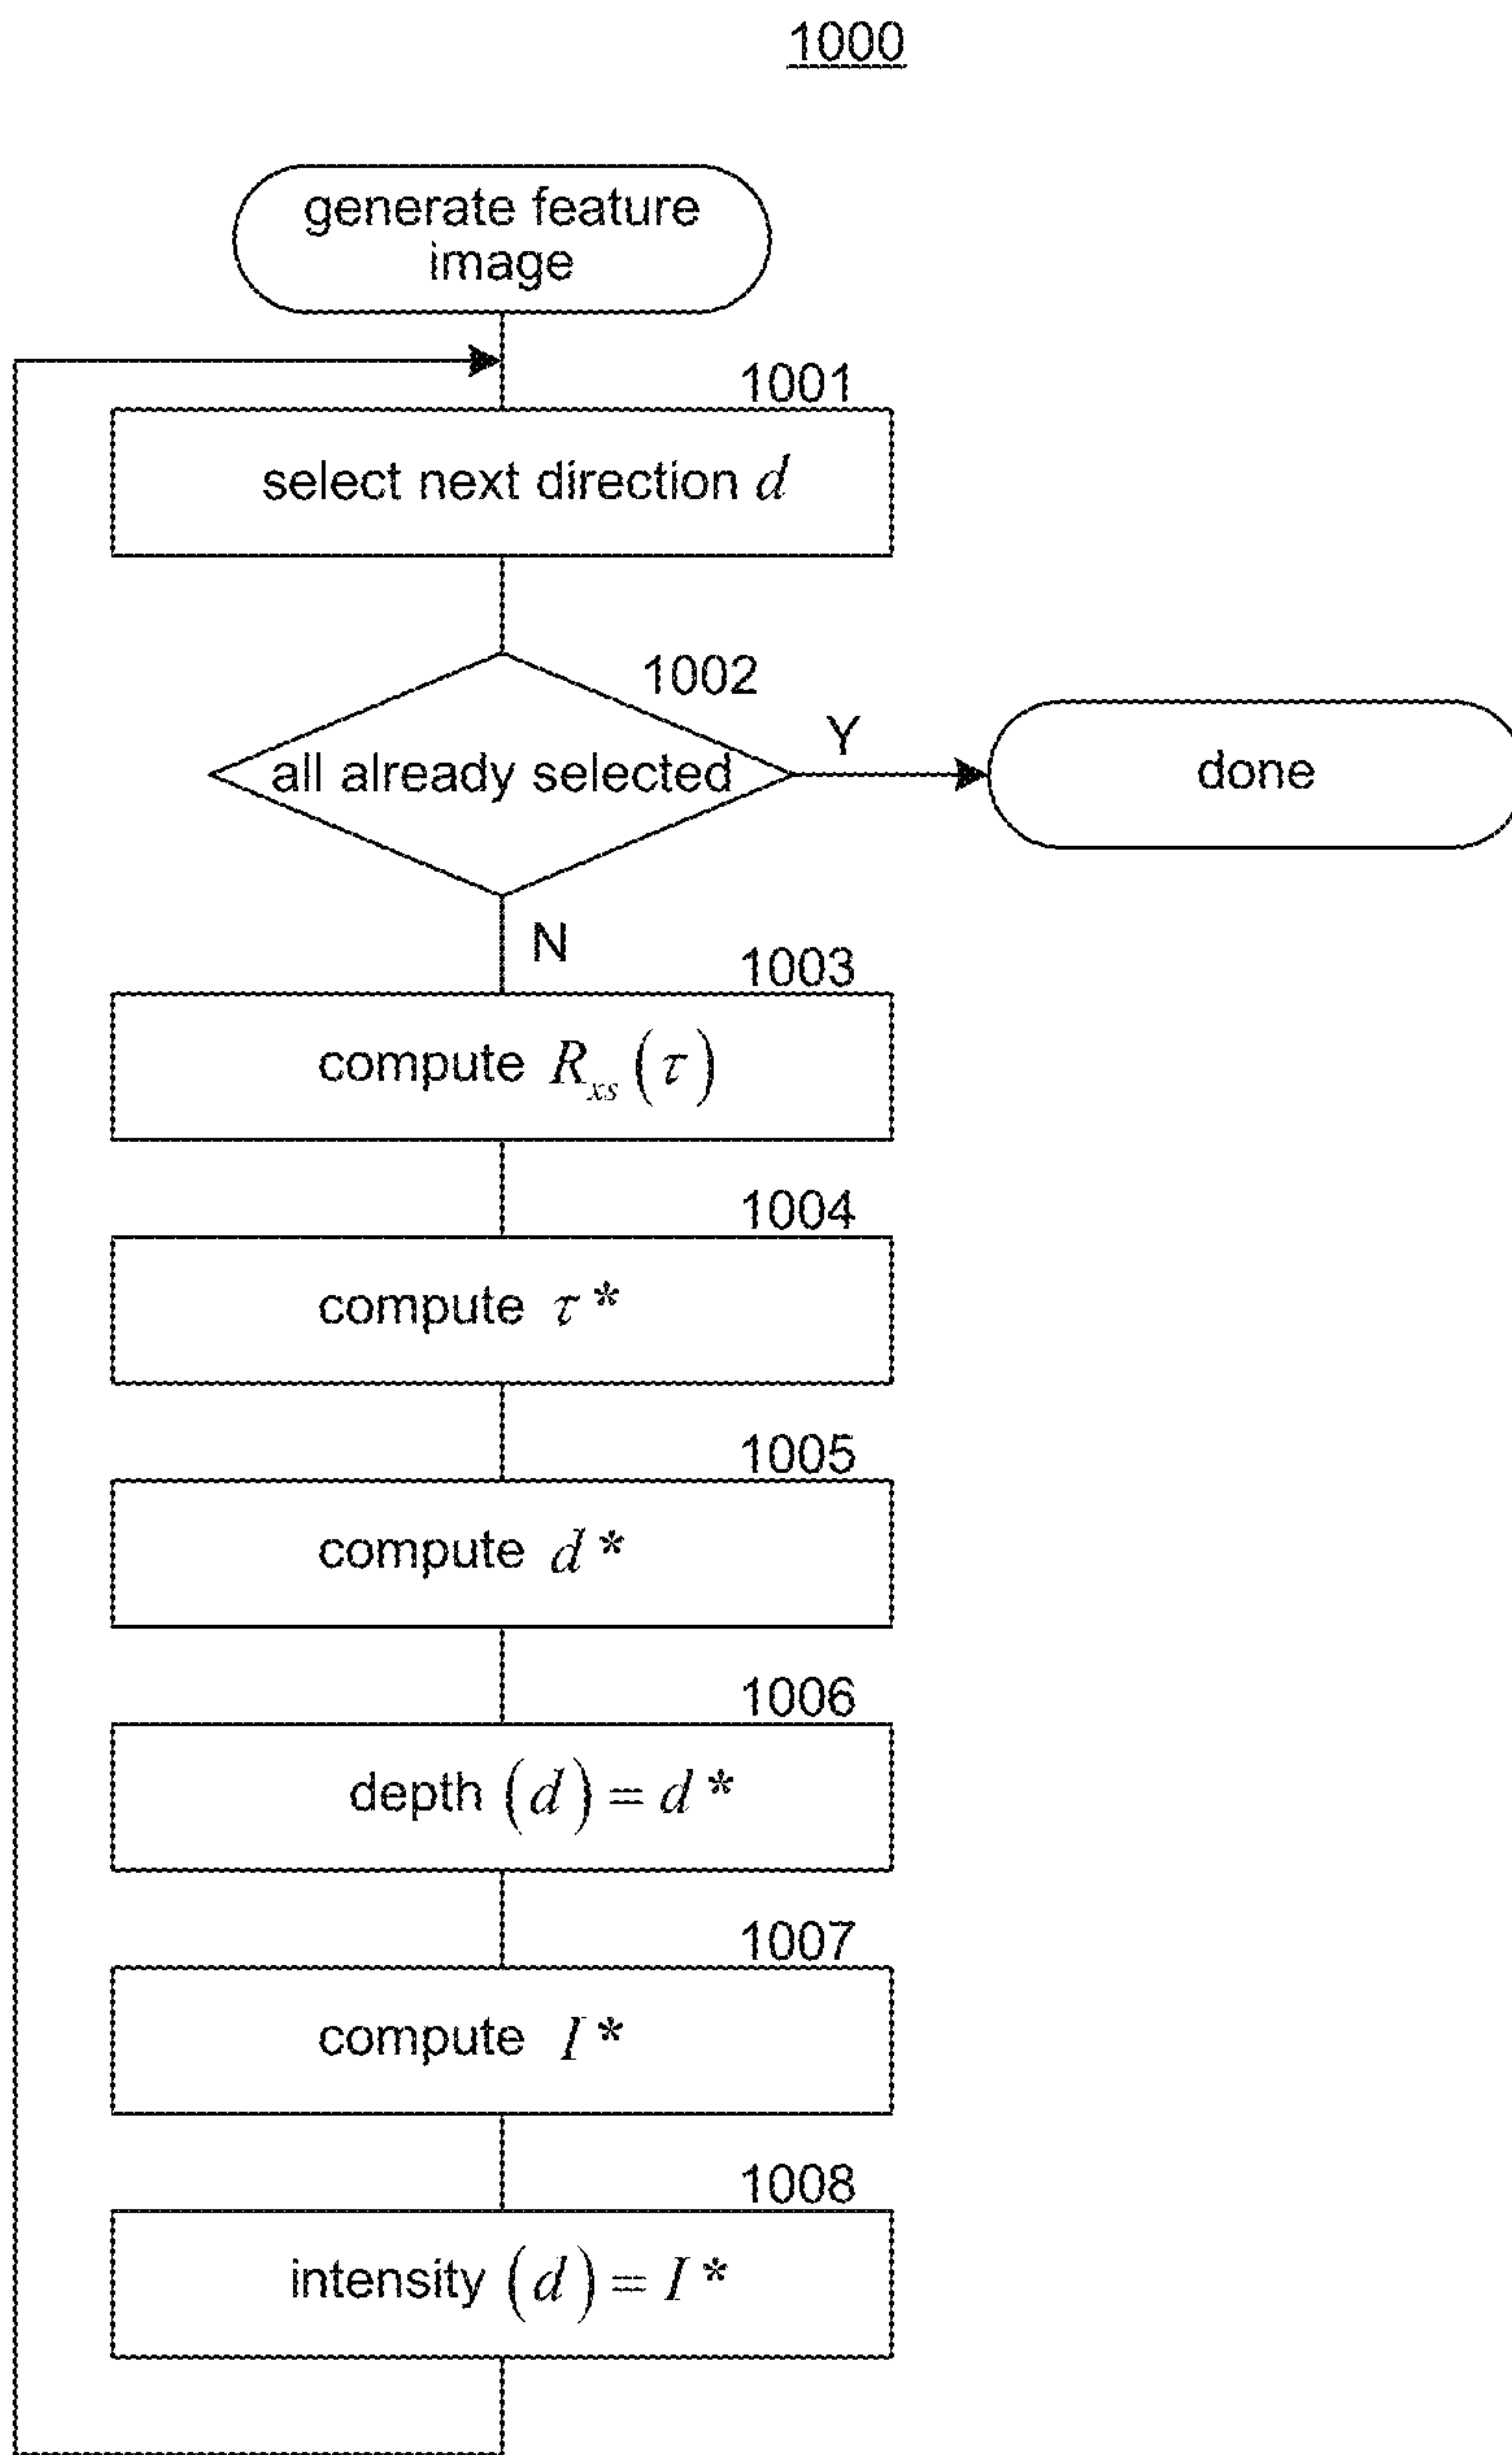 1000
generate feature
image
1001
select next direction d
1002
all already selected
Y
done
N
1003
compute R_xs (τ)
1004
compute τ *
1005
compute d *
1006
depth (d) = d *
1007
compute I *
1008
intensity (d) = I *